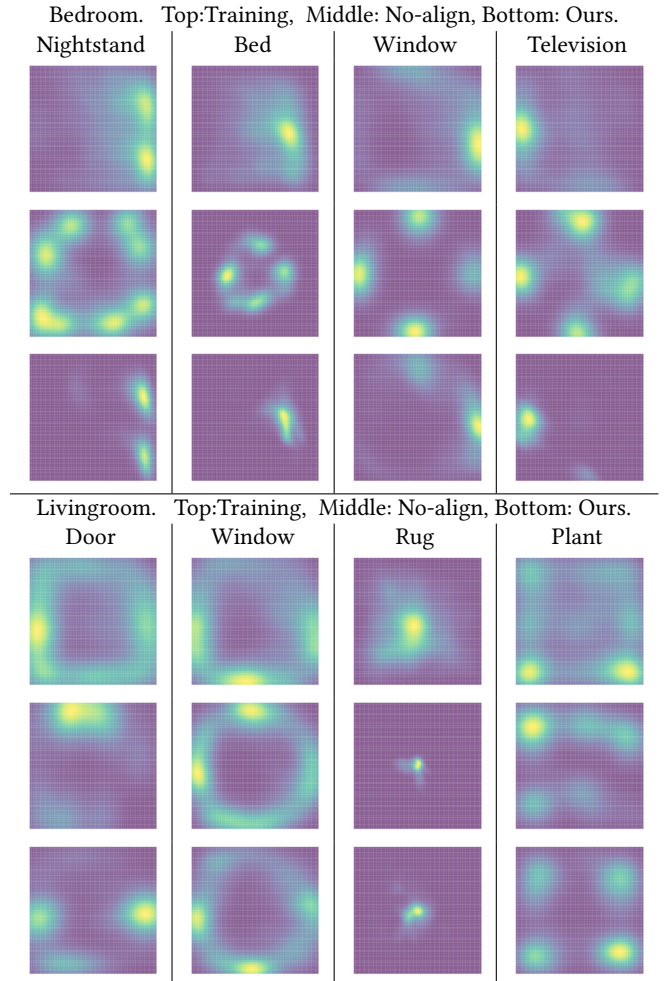 Bedroom. Top:Training, Middle: No-align, Bottom: Ours.
Nightstand Bed Window Television
Livingroom. Top:Training, Middle: No-align, Bottom: Ours.
Door Window Rug Plant